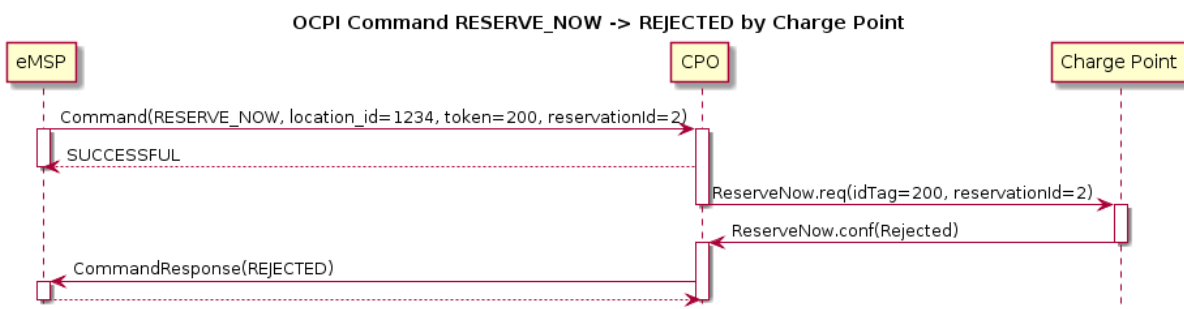 OCPI Command RESERVE_NOW -> REJECTED by Charge Point
eMSP
CPO
Charge Point
Command(RESERVE_NOW, location_id=1234, token=200, reservationId=2)
SUCCESSFUL
ReserveNow.req(idTag=200, reservationId=2)
ReserveNow.conf(Rejected)
CommandResponse(REJECTED)